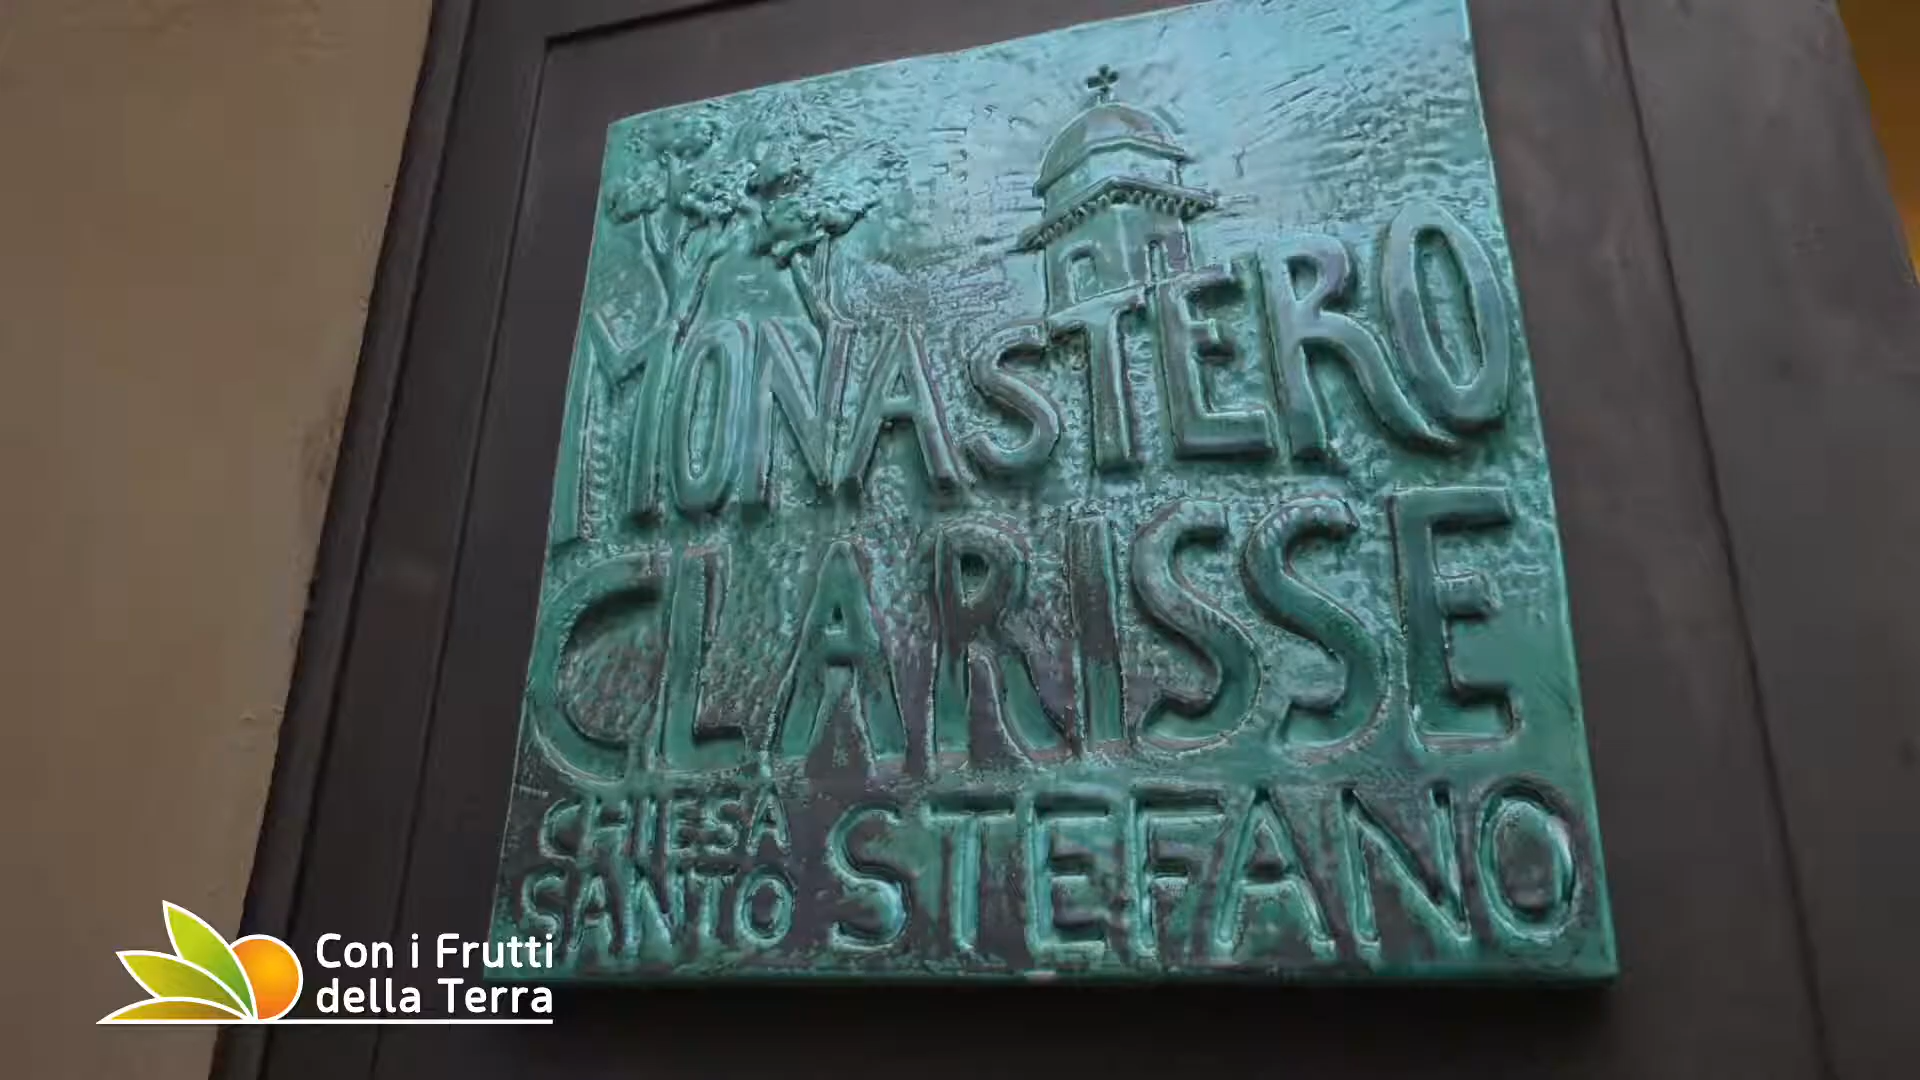 MONASTERO
CLARISSE
CHIESA
SANTO STEFANO
Con i Frutti
della Terra